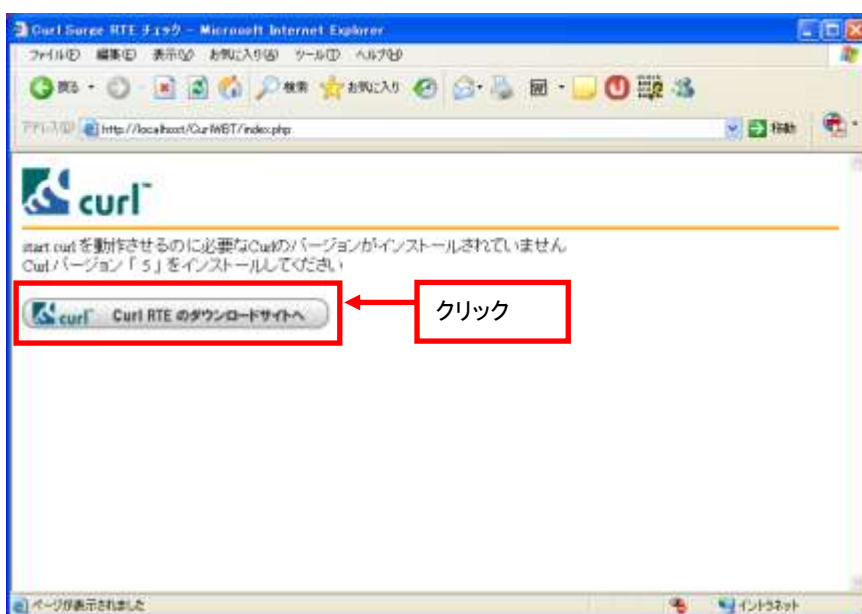 Curl Surge RTE チェック - Microsoft Internet Explorer
ファイル(F) 編集(E) 表示(V) お気に入り(A) ツール(T) ヘルプ(H)
戻る 検索 お気に入り
アドレス(D) http://localhost/CurlWBT/index.php 移動
curl™
start.curl を動作させるのに必要なCurlのバージョンがインストールされていません
Curl バージョン「 5 」をインストールしてください
curl™ Curl RTE のダウンロードサイトへ
クリック
ページが表示されました イントラネット